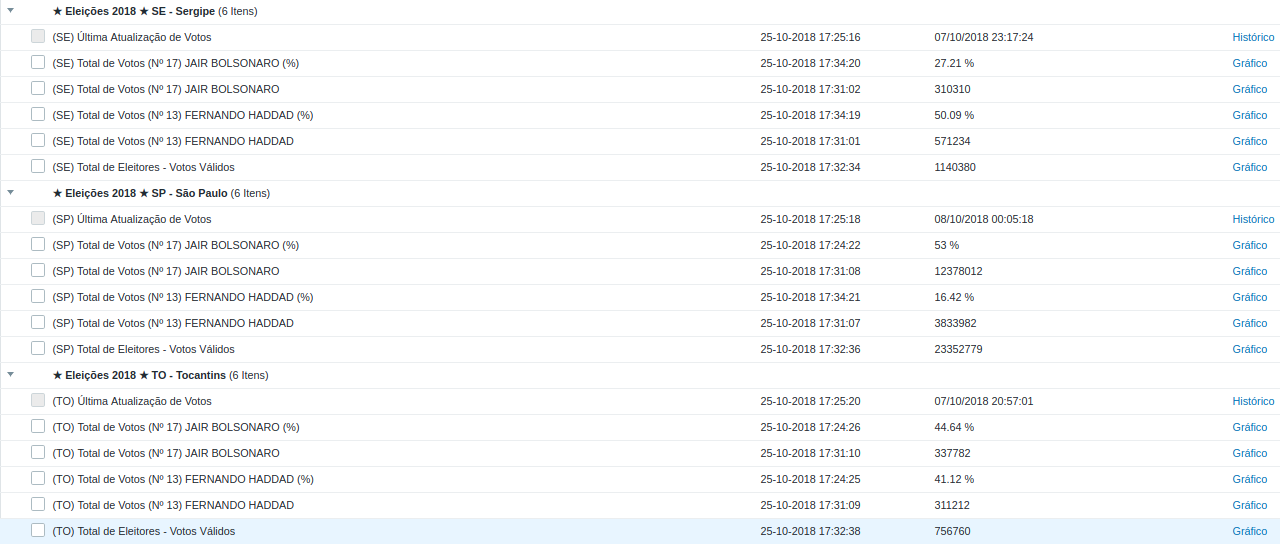 ★ Eleições 2018 ★ SE - Sergipe (6 Itens)
(SE) Última Atualização de Votos 25-10-2018 17:25:16 07/10/2018 23:17:24 Histórico
(SE) Total de Votos (Nº 17) JAIR BOLSONARO (%) 25-10-2018 17:34:20 27.21 % Gráfico
(SE) Total de Votos (Nº 17) JAIR BOLSONARO 25-10-2018 17:31:02 310310 Gráfico
(SE) Total de Votos (Nº 13) FERNANDO HADDAD (%) 25-10-2018 17:34:19 50.09 % Gráfico
(SE) Total de Votos (Nº 13) FERNANDO HADDAD 25-10-2018 17:31:01 571234 Gráfico
(SE) Total de Eleitores - Votos Válidos 25-10-2018 17:32:34 1140380 Gráfico
★ Eleições 2018 ★ SP - São Paulo (6 Itens)
(SP) Última Atualização de Votos 25-10-2018 17:25:18 08/10/2018 00:05:18 Histórico
(SP) Total de Votos (Nº 17) JAIR BOLSONARO (%) 25-10-2018 17:24:22 53 % Gráfico
(SP) Total de Votos (Nº 17) JAIR BOLSONARO 25-10-2018 17:31:08 12378012 Gráfico
(SP) Total de Votos (Nº 13) FERNANDO HADDAD (%) 25-10-2018 17:34:21 16.42 % Gráfico
(SP) Total de Votos (Nº 13) FERNANDO HADDAD 25-10-2018 17:31:07 3833982 Gráfico
(SP) Total de Eleitores - Votos Válidos 25-10-2018 17:32:36 23352779 Gráfico
★ Eleições 2018 ★ TO - Tocantins (6 Itens)
(TO) Última Atualização de Votos 25-10-2018 17:25:20 07/10/2018 20:57:01 Histórico
(TO) Total de Votos (Nº 17) JAIR BOLSONARO (%) 25-10-2018 17:24:26 44.64 % Gráfico
(TO) Total de Votos (Nº 17) JAIR BOLSONARO 25-10-2018 17:31:10 337782 Gráfico
(TO) Total de Votos (Nº 13) FERNANDO HADDAD (%) 25-10-2018 17:24:25 41.12 % Gráfico
(TO) Total de Votos (Nº 13) FERNANDO HADDAD 25-10-2018 17:31:09 311212 Gráfico
(TO) Total de Eleitores - Votos Válidos 25-10-2018 17:32:38 756760 Gráfico